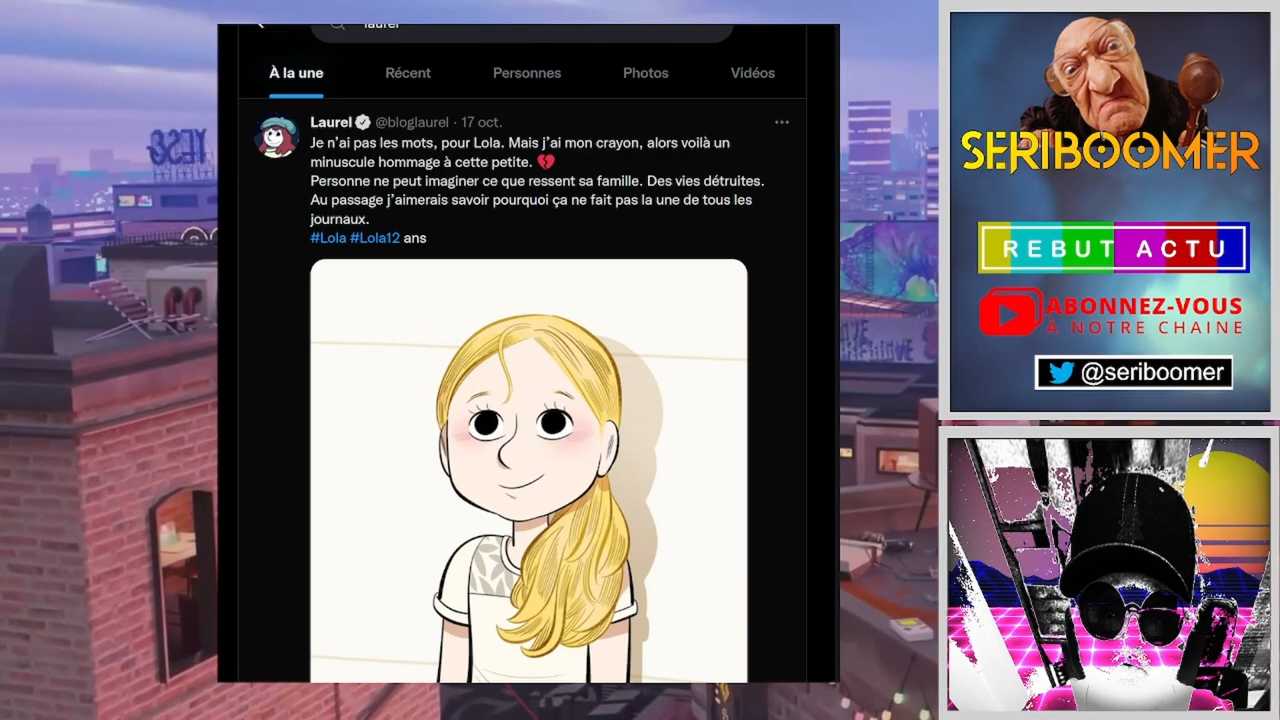 laurel
À la une
Récent
Personnes
Photos
Vidéos
Laurel @bloglaurel · 17 oct.
Je n'ai pas les mots, pour Lola. Mais j'ai mon crayon, alors voilà un
minuscule hommage à cette petite. 💔
Personne ne peut imaginer ce que ressent sa famille. Des vies détruites.
Au passage j'aimerais savoir pourquoi ça ne fait pas la une de tous les
journaux.
#Lola #Lola12 ans
SERIBOOMER
REBUT ACTU
ABONNEZ-VOUS
À NOTRE CHAINE
@seriboomer